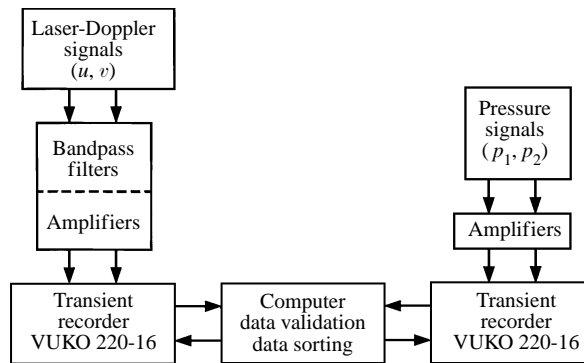 Laser-Doppler
signals
(u, v)
Bandpass
filters
Amplifiers
Transient
recorder
VUKO 220-16
Computer
data validation
data sorting
Pressure
signals
(p₁, p₂)
Amplifiers
Transient
recorder
VUKO 220-16